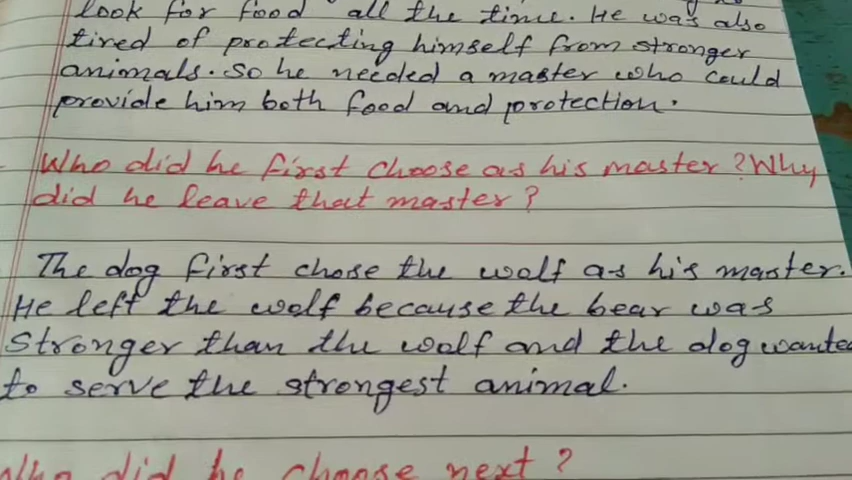 look for food all the time. He was also
tired of protecting himself from stronger
animals. So he needed a master who could
provide him both food and protection.
Who did he first choose as his master? Why
did he leave that master?
The dog first chose the wolf as his master.
He left the wolf because the bear was
Stronger than the wolf and the dog wanted
to serve the strongest animal.
Who did he choose next?